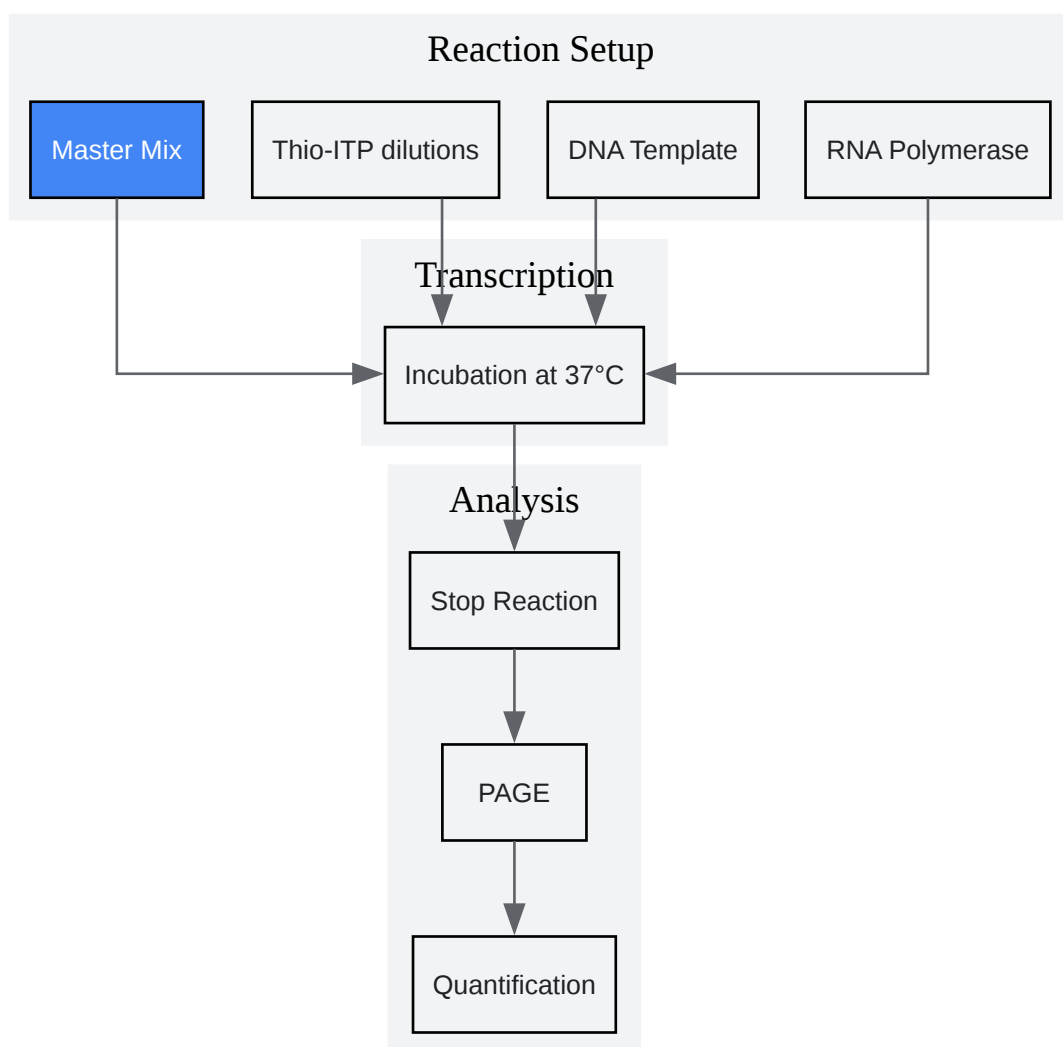 Reaction Setup
Master Mix
Thio-ITP dilutions
DNA Template
RNA Polymerase
Transcription
Incubation at 37°C
Analysis
Stop Reaction
PAGE
Quantification